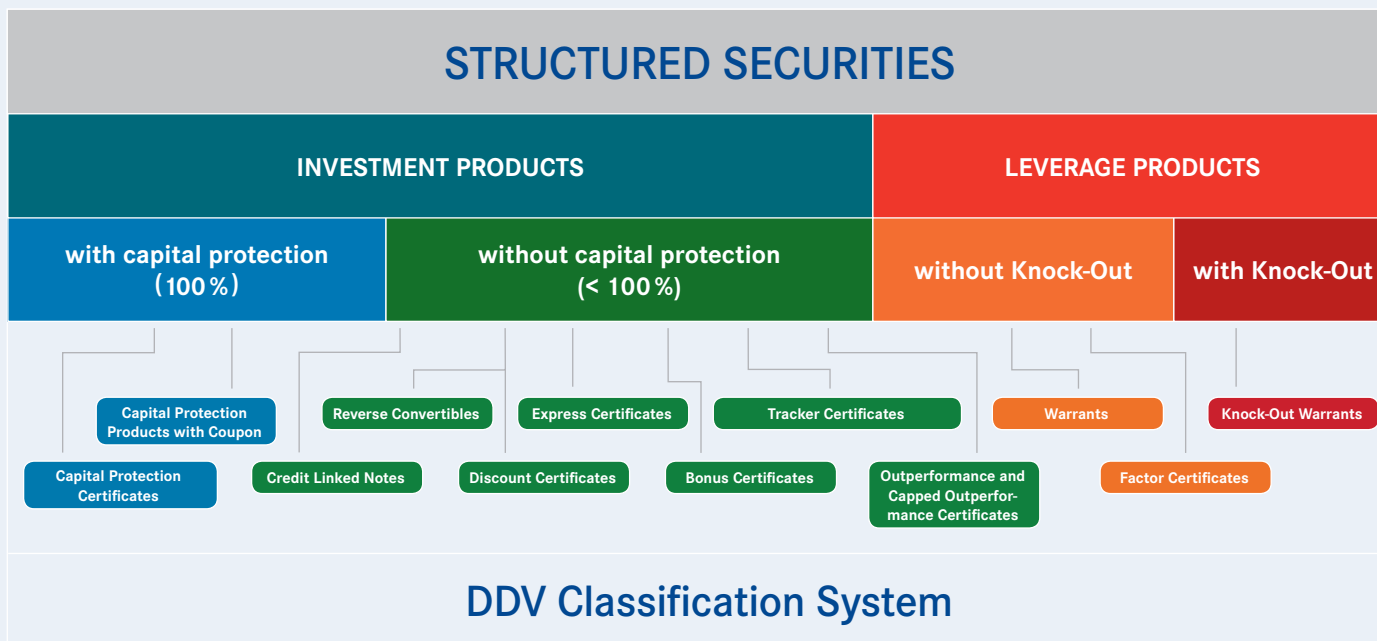 STRUCTURED SECURITIES
INVESTMENT PRODUCTS
LEVERAGE PRODUCTS
with capital protection
(100 %)
without capital protection
(< 100 %)
without Knock-Out
with Knock-Out
Capital Protection
Products with Coupon
Reverse Convertibles
Express Certificates
Tracker Certificates
Warrants
Knock-Out Warrants
Capital Protection
Certificates
Credit Linked Notes
Discount Certificates
Bonus Certificates
Outperformance and
Capped Outperfor-
mance Certificates
Factor Certificates
DDV Classification System